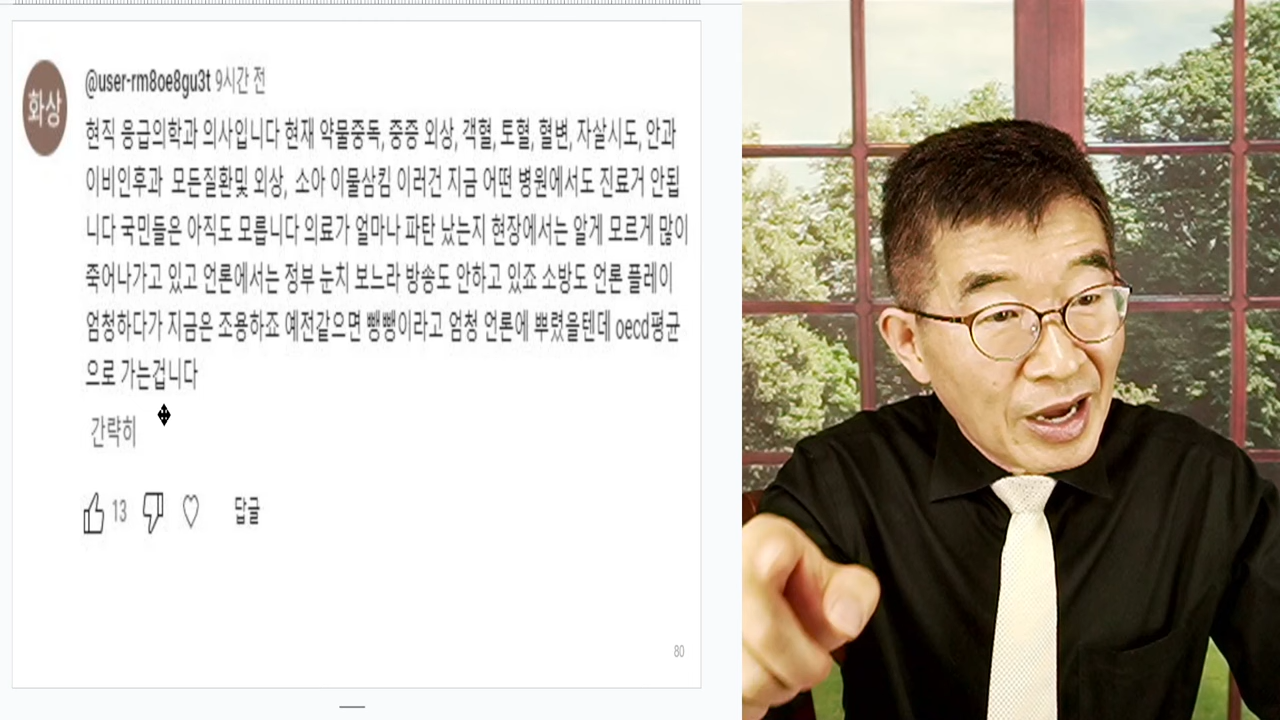 화상
@user-rm8oe8gu3t 9시간 전
현직 응급의학과 의사입니다 현재 약물중독, 중증 외상, 객혈, 토혈, 혈변, 자살시도, 안과
이비인후과 모든질환및 외상, 소아 이물삼킴 이러건 지금 어떤 병원에서도 진료거 안됩
니다 국민들은 아직도 모릅니다 의료가 얼마나 파탄 났는지 현장에서는 알게 모르게 많이
죽어나가고 있고 언론에서는 정부 눈치 보느라 방송도 안하고 있죠 소방도 언론 플레이
엄청하다가 지금은 조용하죠 예전같으면 뺑뺑이라고 엄청 언론에 뿌렸을텐데 oecd평균
으로 가는겁니다
간략히
13
답글
80